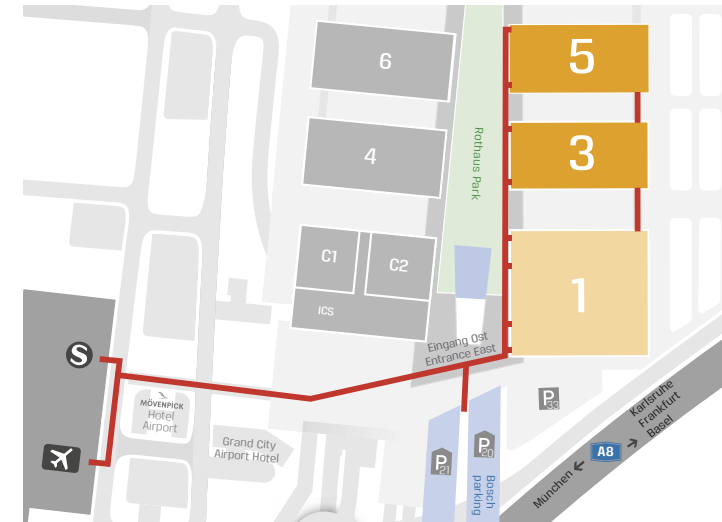 6
5
4
3
Rothaus Park
C1
C2
ICS
1
Eingang Ost
Entrance East
S
MÖVENPICK
Hotel
Airport
Grand City
Airport Hotel
P
21
P
20
P
33
Bosch
parking
Karlsruhe
Frankfurt
Basel
A8
München